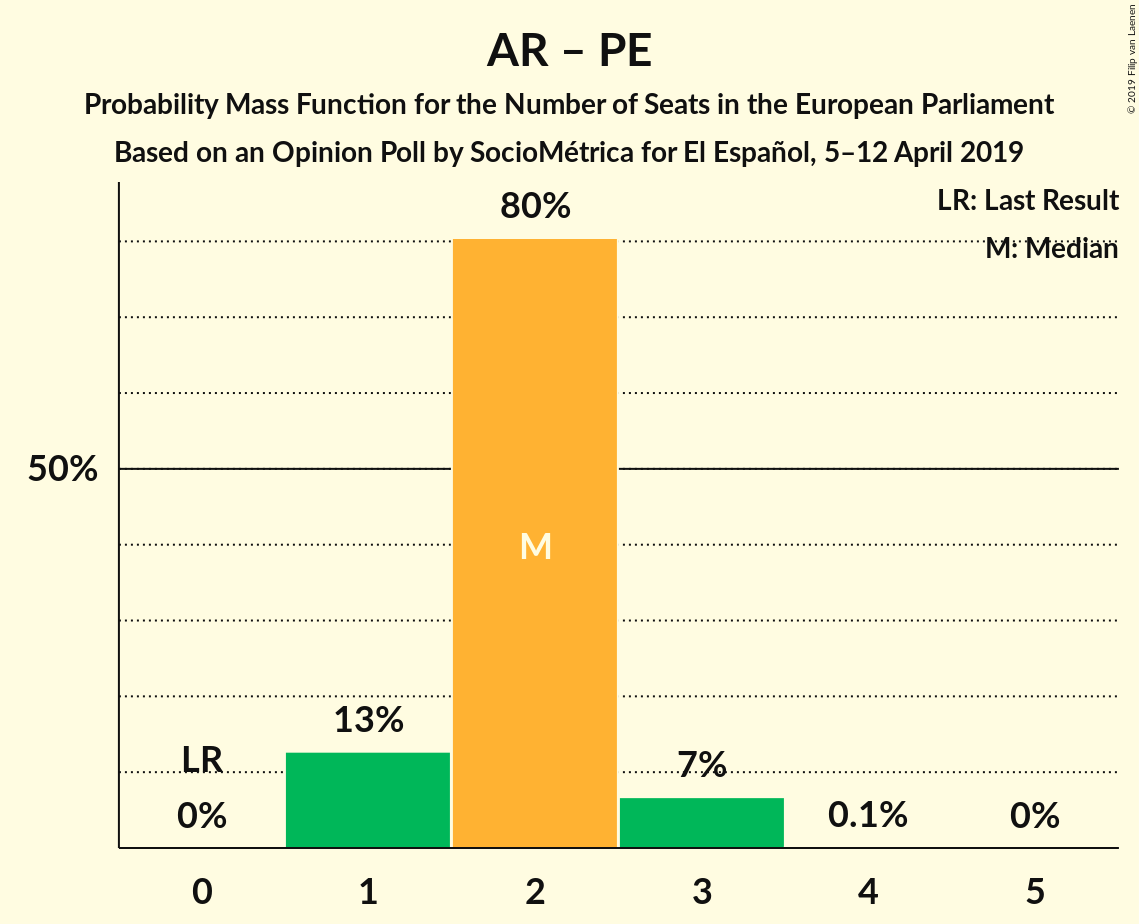 AR – PE
Probability Mass Function for the Number of Seats in the European Parliament
Based on an Opinion Poll by SocioMétrica for El Español, 5–12 April 2019
© 2019 Filip van Laenen
LR: Last Result
M: Median
80%
50%
M
13%
LR
7%
0%
0.1%
0%
0 1 2 3 4 5